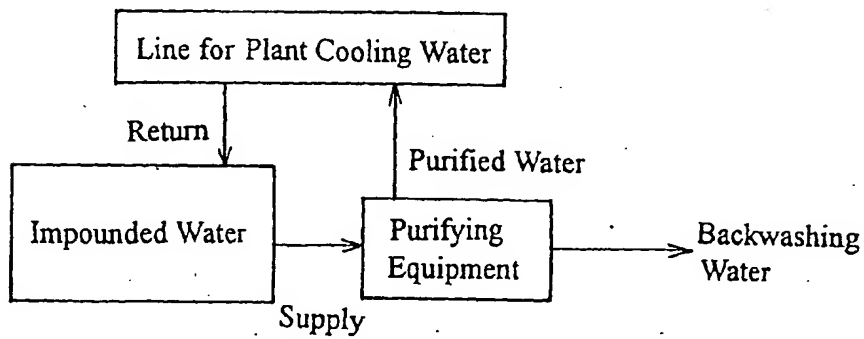 Line for Plant Cooling Water
Return
Purified Water
Impounded Water
Purifying
Equipment
Backwashing
Water
Supply